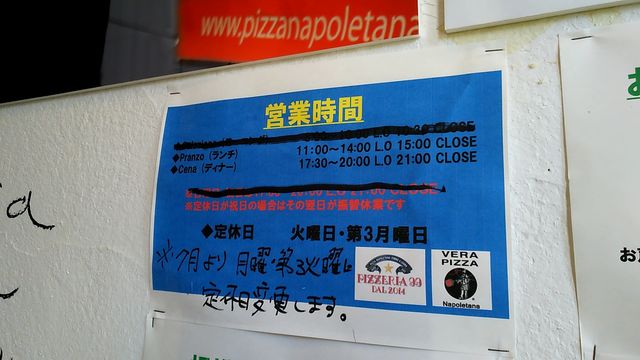 www.pizzanapoletana
営業時間
◆Pranzo（ランチ） 11:00〜14:00 L.O 15:00 CLOSE
◆Cena（ディナー） 17:30〜20:00 L.O 21:00 CLOSE
※定休日が祝日の場合はその翌日が振替休業です
◆定休日 火曜日・第3月曜日
※7月より 月曜・第3火曜に
定休日変更します。
PIZZERIA 99
DAL 2014
VERA
PIZZA
Napoletana
お